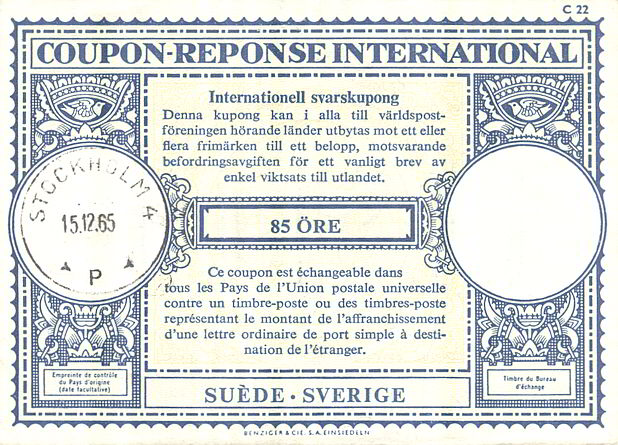 C 22
COUPON-REPONSE INTERNATIONAL
Internationell svarskupong
Denna kupong kan i alla till världspost-
föreningen hörande länder utbytas mot ett eller
flera frimärken till ett belopp, motsvarande
befordringsavgiften för ett vanligt brev av
enkel viktsats till utlandet.
STOCKHOLM 4
15.12.65
P
85 ÖRE
Ce coupon est échangeable dans
tous les Pays de l'Union postale universelle
contre un timbre-poste ou des timbres-poste
représentant le montant de l'affranchissement
d'une lettre ordinaire de port simple à desti-
nation de l'étranger.
Empreinte de contrôle
du Pays d'origine
(date facultative)
SUÈDE · SVERIGE
Timbre du Bureau
d'échange
BENZIGER & CIE. S.A. EINSIEDELN